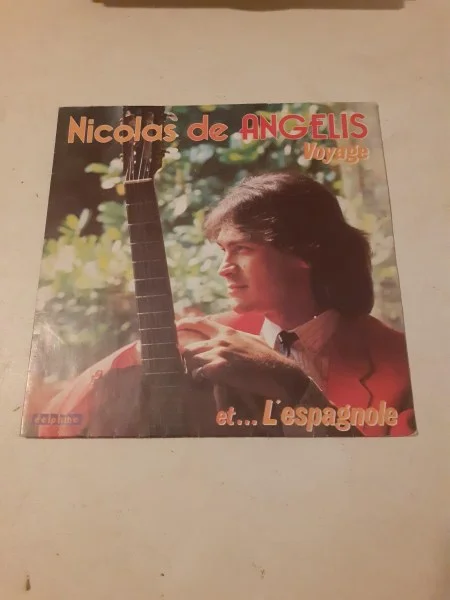 Nicolas de ANGELIS
Voyage
et... L'espagnole
delphine